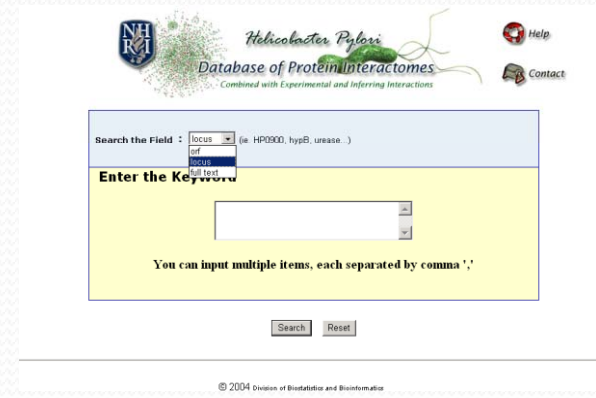 NH
RI
Helicobacter Pylori
Database of Protein Interactomes
Combined with Experimental and Inferring Interactions
Help
Contact
Search the Field : locus (ie. HP0900, hypB, urease...)
orf
locus
full text
Enter the Keyword
You can input multiple items, each separated by comma ','
Search Reset
© 2004 Division of Biostatistics and Bioinformatics